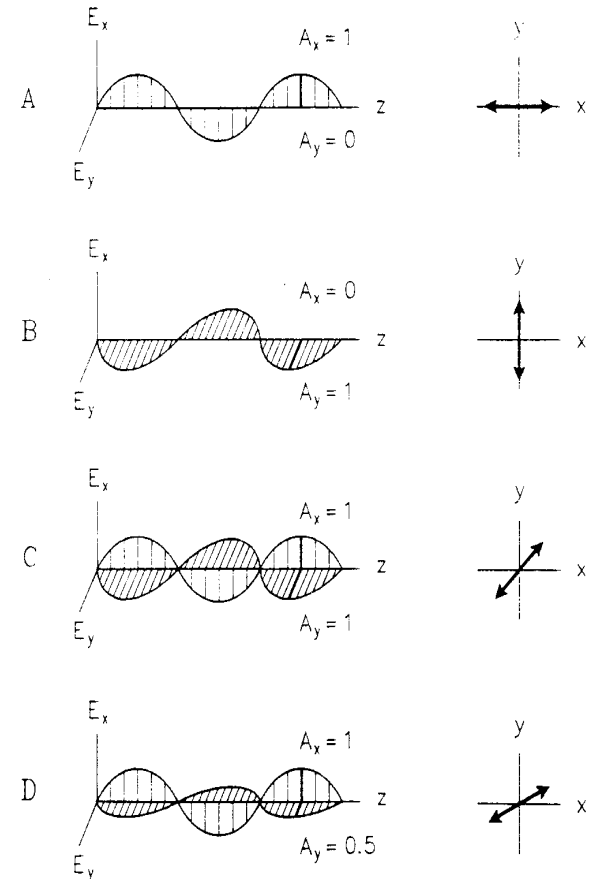 E_x
A_x = 1
y
A
z
x
A_y = 0
E_y
E_x
A_x = 0
y
B
z
x
E_y
A_y = 1
E_x
A_x = 1
y
C
z
x
A_y = 1
E_y
E_x
A_x = 1
y
D
z
x
A_y = 0.5
E_y